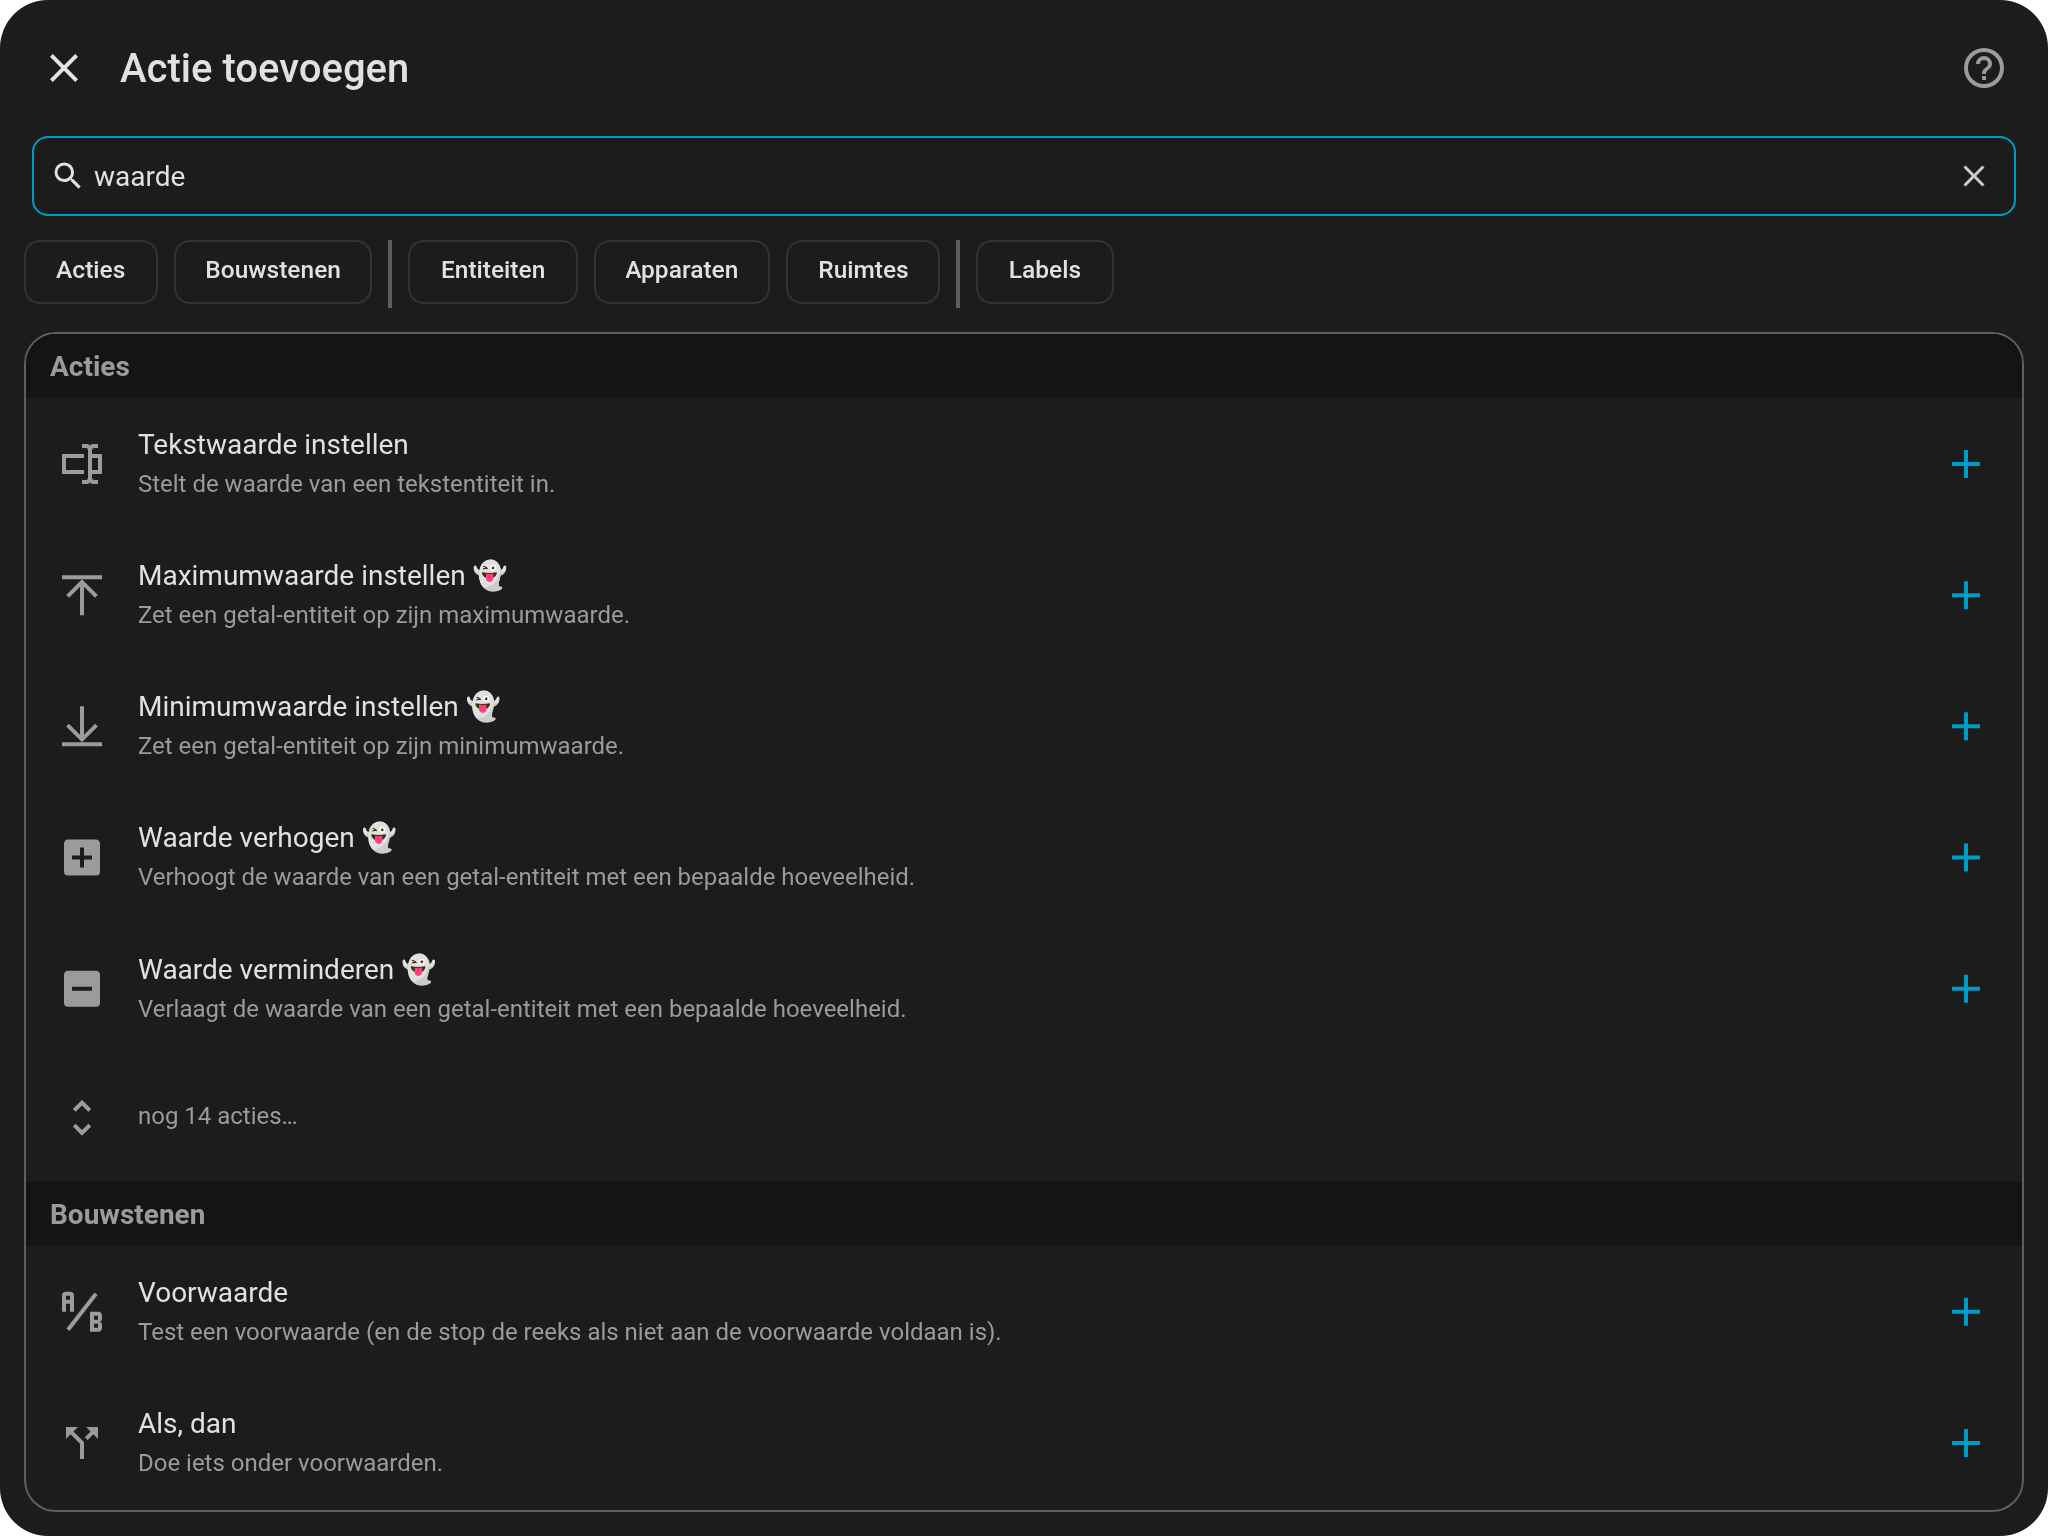 Actie toevoegen
waarde
Acties
Bouwstenen
Entiteiten
Apparaten
Ruimtes
Labels
Acties
Tekstwaarde instellen
Stelt de waarde van een tekstentiteit in.
Maximumwaarde instellen 👻
Zet een getal-entiteit op zijn maximumwaarde.
Minimumwaarde instellen 👻
Zet een getal-entiteit op zijn minimumwaarde.
Waarde verhogen 👻
Verhoogt de waarde van een getal-entiteit met een bepaalde hoeveelheid.
Waarde verminderen 👻
Verlaagt de waarde van een getal-entiteit met een bepaalde hoeveelheid.
nog 14 acties…
Bouwstenen
Voorwaarde
Test een voorwaarde (en de stop de reeks als niet aan de voorwaarde voldaan is).
Als, dan
Doe iets onder voorwaarden.